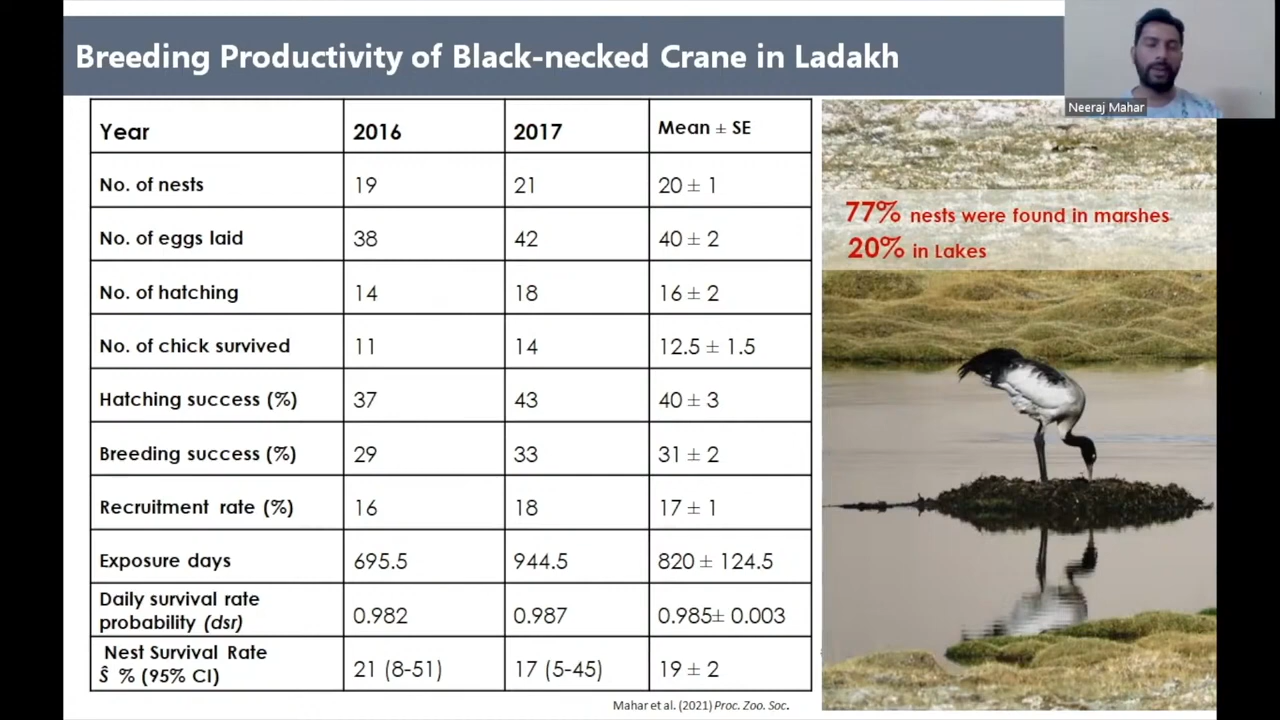 Breeding Productivity of Black-necked Crane in Ladakh
Neeraj Mahar
Year 2016 2017 Mean ± SE
No. of nests 19 21 20 ± 1
No. of eggs laid 38 42 40 ± 2
No. of hatching 14 18 16 ± 2
No. of chick survived 11 14 12.5 ± 1.5
Hatching success (%) 37 43 40 ± 3
Breeding success (%) 29 33 31 ± 2
Recruitment rate (%) 16 18 17 ± 1
Exposure days 695.5 944.5 820 ± 124.5
Daily survival rate
probability (dsr) 0.982 0.987 0.985± 0.003
Nest Survival Rate
Ŝ % (95% CI) 21 (8-51) 17 (5-45) 19 ± 2
77% nests were found in marshes
20% in Lakes
Mahar et al. (2021) Proc. Zoo. Soc.